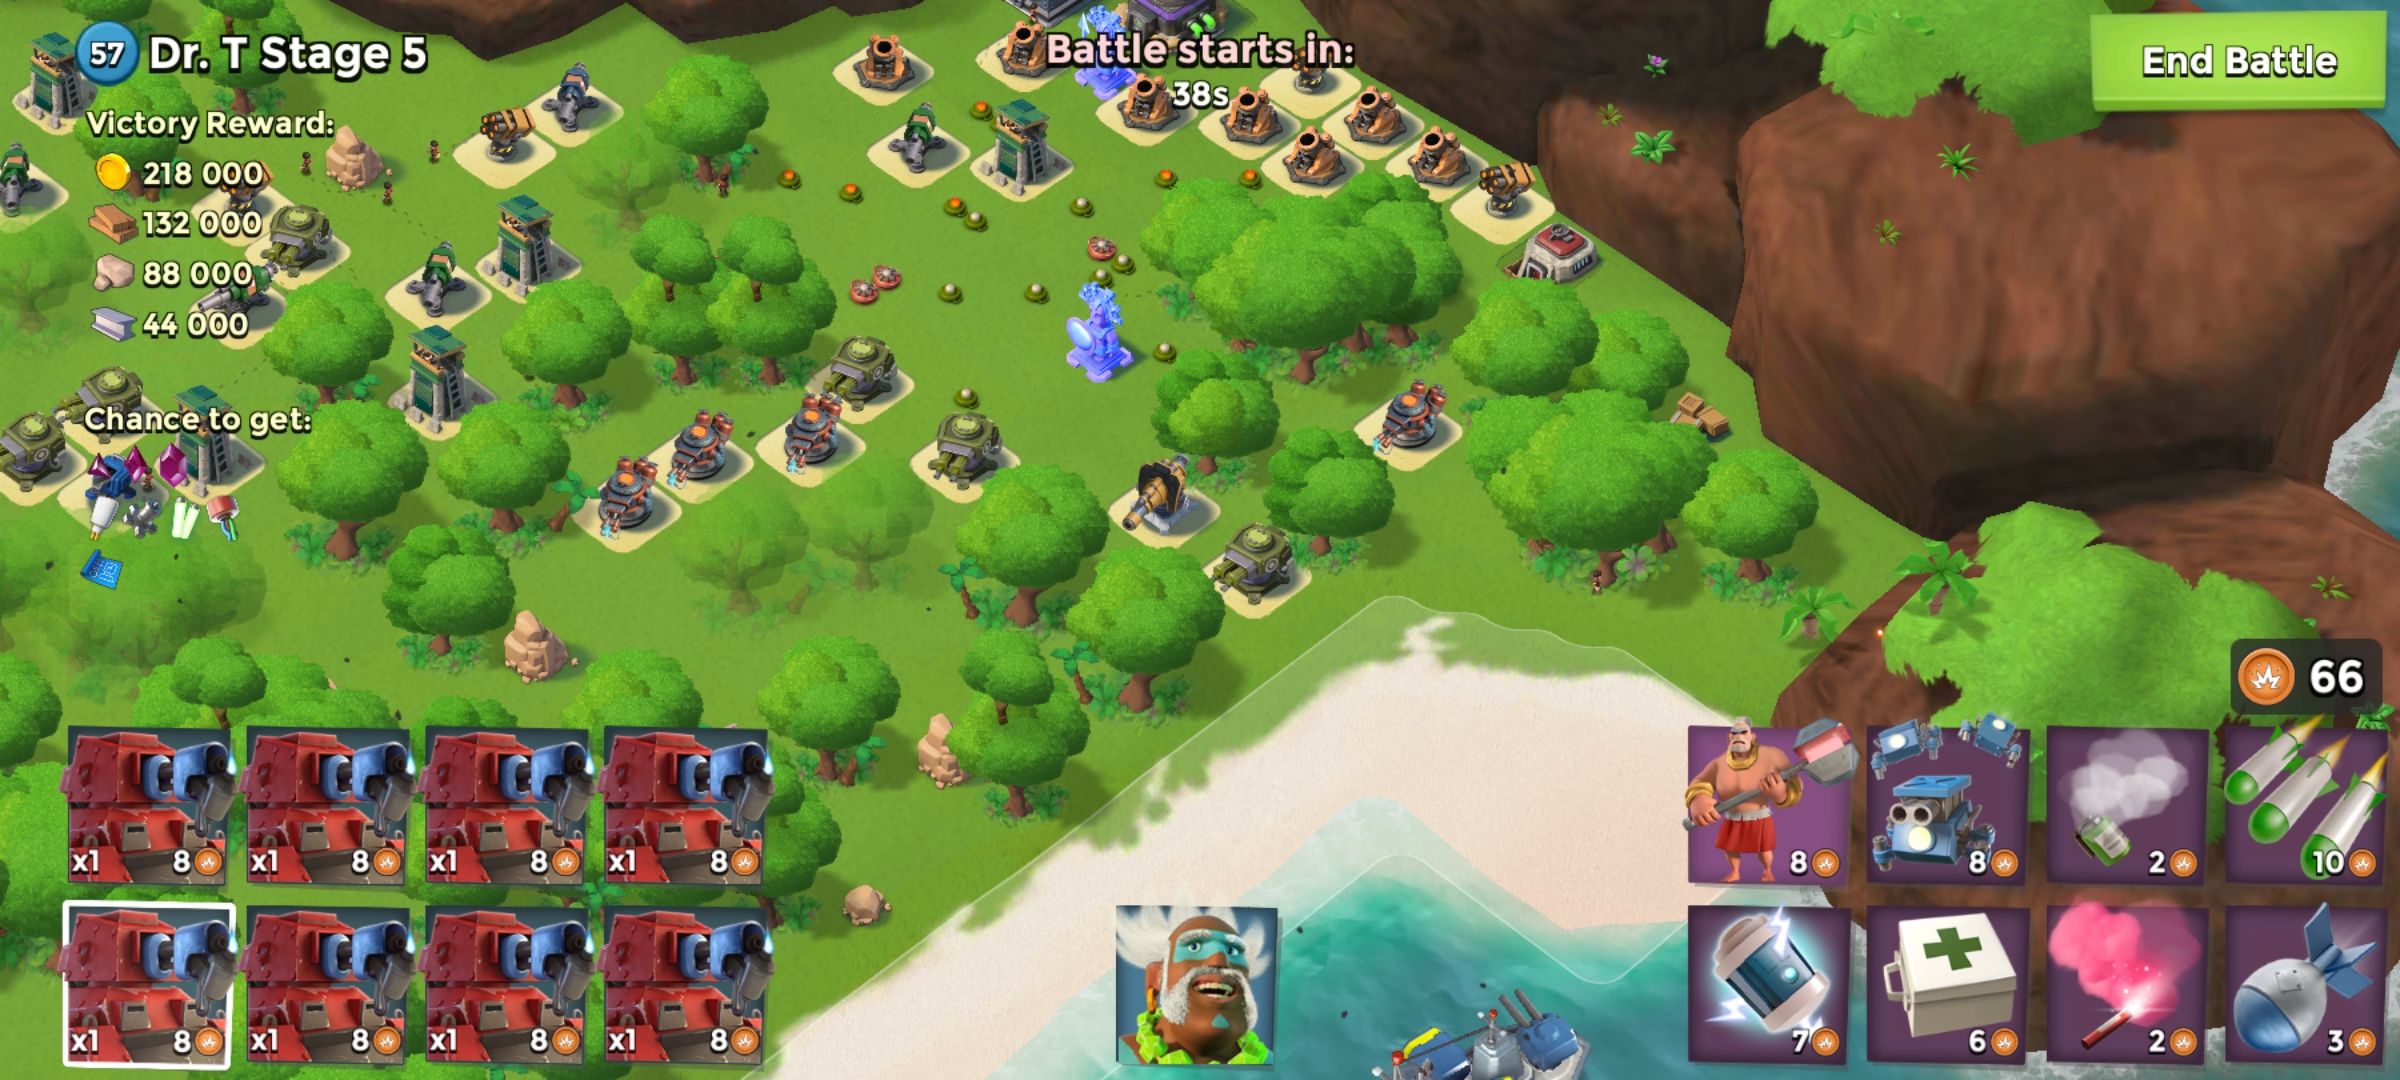 57 Dr. T Stage 5
Battle starts in:
38s
End Battle
Victory Reward:
218 000
132 000
88 000
44 000
Chance to get:
66
x1 8
x1 8
x1 8
x1 8
8
8
2
10
x1 8
x1 8
x1 8
x1 8
7
6
2
3